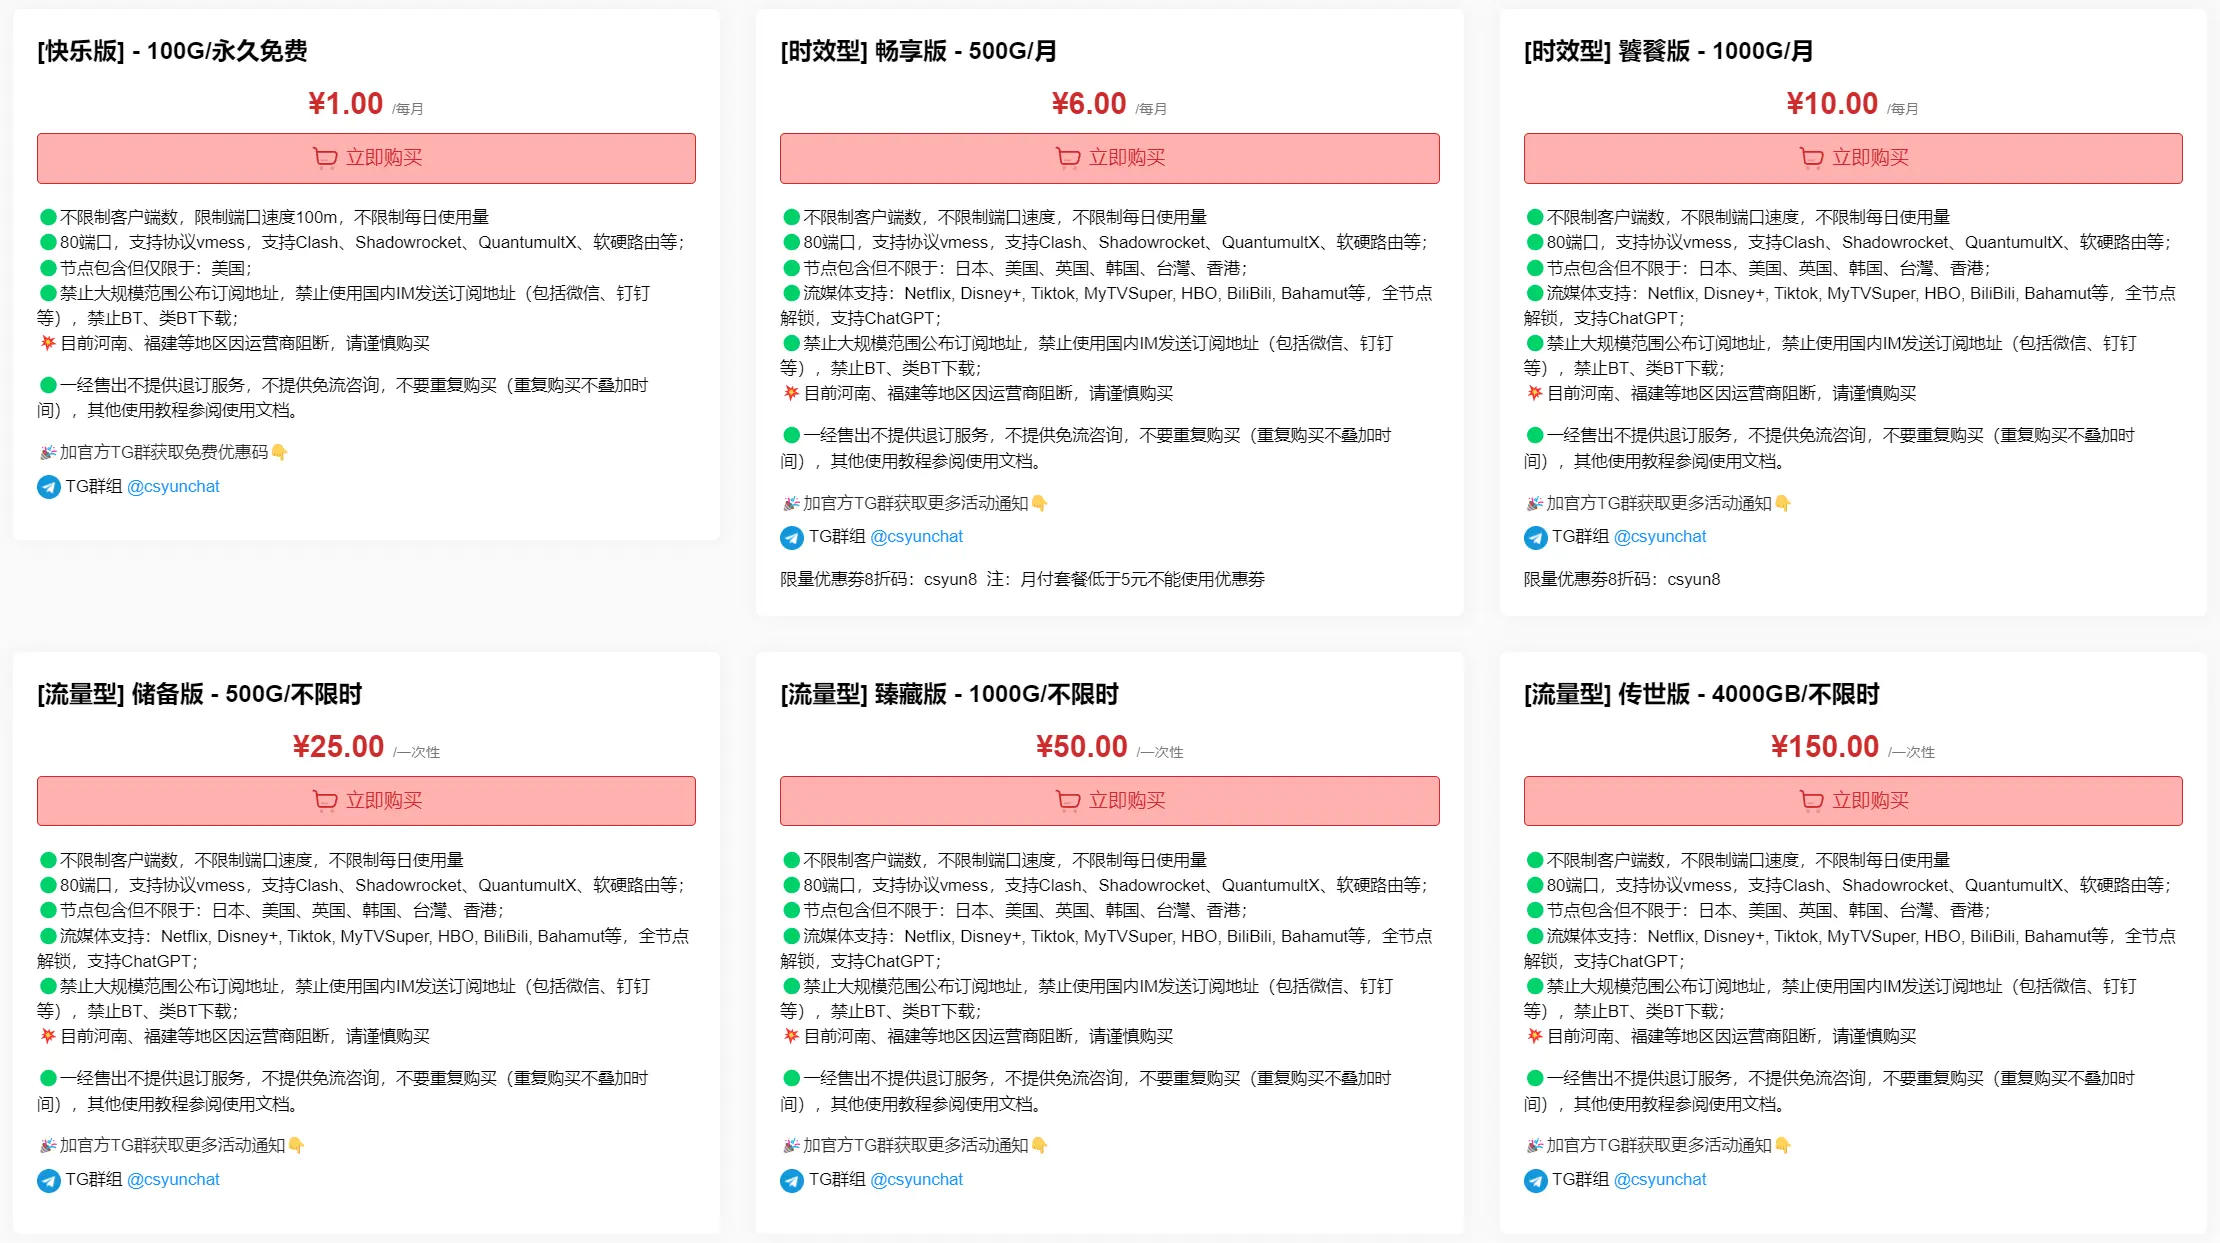 [快乐版] - 100G/永久免费
¥1.00 /每月
立即购买
🟢不限制客户端数，限制端口速度100m，不限制每日使用量
🟢80端口，支持协议vmess，支持Clash、Shadowrocket、QuantumultX、软硬路由等；
🟢节点包含但仅限于：美国；
🟢禁止大规模范围公布订阅地址，禁止使用国内IM发送订阅地址（包括微信、钉钉
等），禁止BT、类BT下载；
💥目前河南、福建等地区因运营商阻断，请谨慎购买
🟢一经售出不提供退订服务，不提供免流咨询，不要重复购买（重复购买不叠加时
间），其他使用教程参阅使用文档。
🎉加官方TG群获取免费优惠码👇
TG群组 @csyunchat
[时效型] 畅享版 - 500G/月
¥6.00 /每月
立即购买
🟢不限制客户端数，不限制端口速度，不限制每日使用量
🟢80端口，支持协议vmess，支持Clash、Shadowrocket、QuantumultX、软硬路由等；
🟢节点包含但不限于：日本、美国、英国、韩国、台灣、香港；
🟢流媒体支持：Netflix, Disney+, Tiktok, MyTVSuper, HBO, BiliBili, Bahamut等，全节点
解锁，支持ChatGPT；
🟢禁止大规模范围公布订阅地址，禁止使用国内IM发送订阅地址（包括微信、钉钉
等），禁止BT、类BT下载；
💥目前河南、福建等地区因运营商阻断，请谨慎购买
🟢一经售出不提供退订服务，不提供免流咨询，不要重复购买（重复购买不叠加时
间），其他使用教程参阅使用文档。
🎉加官方TG群获取更多活动通知👇
TG群组 @csyunchat
限量优惠券8折码：csyun8 注：月付套餐低于5元不能使用优惠券
[时效型] 饕餮版 - 1000G/月
¥10.00 /每月
立即购买
🟢不限制客户端数，不限制端口速度，不限制每日使用量
🟢80端口，支持协议vmess，支持Clash、Shadowrocket、QuantumultX、软硬路由等；
🟢节点包含但不限于：日本、美国、英国、韩国、台灣、香港；
🟢流媒体支持：Netflix, Disney+, Tiktok, MyTVSuper, HBO, BiliBili, Bahamut等，全节点
解锁，支持ChatGPT；
🟢禁止大规模范围公布订阅地址，禁止使用国内IM发送订阅地址（包括微信、钉钉
等），禁止BT、类BT下载；
💥目前河南、福建等地区因运营商阻断，请谨慎购买
🟢一经售出不提供退订服务，不提供免流咨询，不要重复购买（重复购买不叠加时
间），其他使用教程参阅使用文档。
🎉加官方TG群获取更多活动通知👇
TG群组 @csyunchat
限量优惠券8折码：csyun8
[流量型] 储备版 - 500G/不限时
¥25.00 /一次性
立即购买
🟢不限制客户端数，不限制端口速度，不限制每日使用量
🟢80端口，支持协议vmess，支持Clash、Shadowrocket、QuantumultX、软硬路由等；
🟢节点包含但不限于：日本、美国、英国、韩国、台灣、香港；
🟢流媒体支持：Netflix, Disney+, Tiktok, MyTVSuper, HBO, BiliBili, Bahamut等，全节点
解锁，支持ChatGPT；
🟢禁止大规模范围公布订阅地址，禁止使用国内IM发送订阅地址（包括微信、钉钉
等），禁止BT、类BT下载；
💥目前河南、福建等地区因运营商阻断，请谨慎购买
🟢一经售出不提供退订服务，不提供免流咨询，不要重复购买（重复购买不叠加时
间），其他使用教程参阅使用文档。
🎉加官方TG群获取更多活动通知👇
TG群组 @csyunchat
[流量型] 臻藏版 - 1000G/不限时
¥50.00 /一次性
立即购买
🟢不限制客户端数，不限制端口速度，不限制每日使用量
🟢80端口，支持协议vmess，支持Clash、Shadowrocket、QuantumultX、软硬路由等；
🟢节点包含但不限于：日本、美国、英国、韩国、台灣、香港；
🟢流媒体支持：Netflix, Disney+, Tiktok, MyTVSuper, HBO, BiliBili, Bahamut等，全节点
解锁，支持ChatGPT；
🟢禁止大规模范围公布订阅地址，禁止使用国内IM发送订阅地址（包括微信、钉钉
等），禁止BT、类BT下载；
💥目前河南、福建等地区因运营商阻断，请谨慎购买
🟢一经售出不提供退订服务，不提供免流咨询，不要重复购买（重复购买不叠加时
间），其他使用教程参阅使用文档。
🎉加官方TG群获取更多活动通知👇
TG群组 @csyunchat
[流量型] 传世版 - 4000GB/不限时
¥150.00 /一次性
立即购买
🟢不限制客户端数，不限制端口速度，不限制每日使用量
🟢80端口，支持协议vmess，支持Clash、Shadowrocket、QuantumultX、软硬路由等；
🟢节点包含但不限于：日本、美国、英国、韩国、台灣、香港；
🟢流媒体支持：Netflix, Disney+, Tiktok, MyTVSuper, HBO, BiliBili, Bahamut等，全节点
解锁，支持ChatGPT；
🟢禁止大规模范围公布订阅地址，禁止使用国内IM发送订阅地址（包括微信、钉钉
等），禁止BT、类BT下载；
💥目前河南、福建等地区因运营商阻断，请谨慎购买
🟢一经售出不提供退订服务，不提供免流咨询，不要重复购买（重复购买不叠加时
间），其他使用教程参阅使用文档。
🎉加官方TG群获取更多活动通知👇
TG群组 @csyunchat